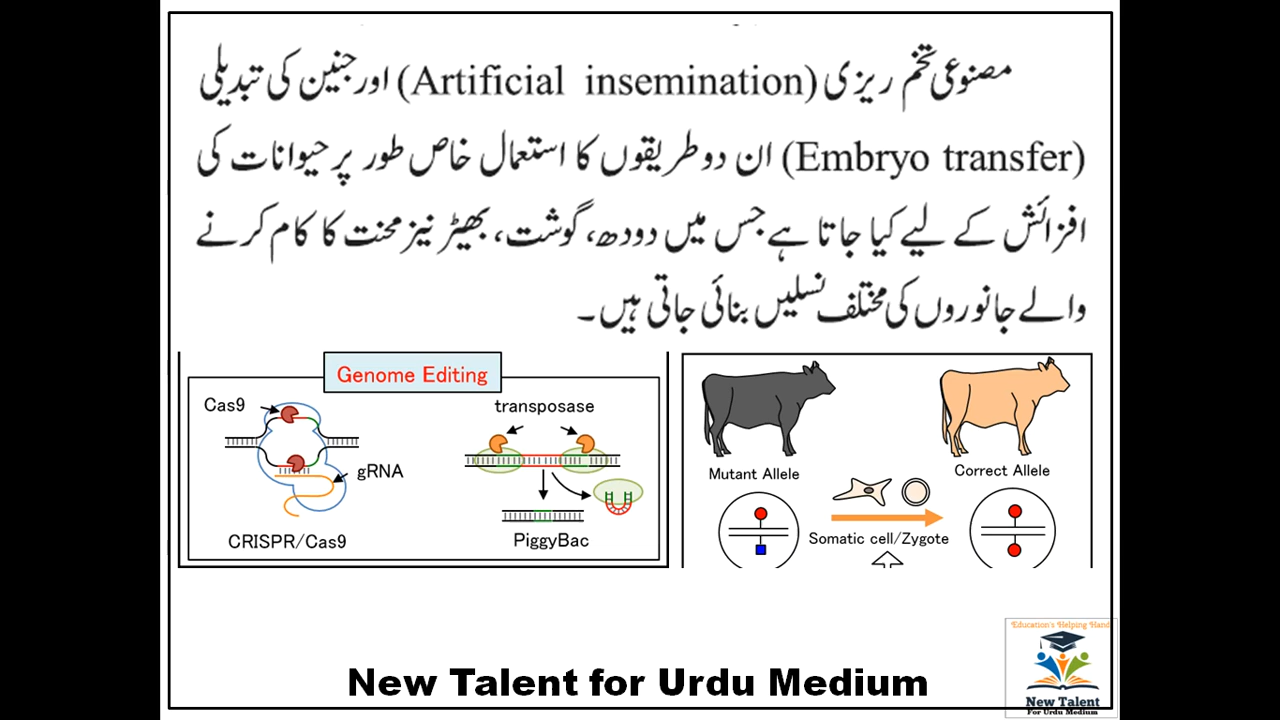 مصنوعی تخم ریزی (Artificial insemination) اور جنین کی تبدیلی
(Embryo transfer) ان دو طریقوں کا استعمال خاص طور پر حیوانات کی
افزائش کے لیے کیا جاتا ہے جس میں دودھ، گوشت، بھیڑ نیز محنت کا کام کرنے
والے جانوروں کی مختلف نسلیں بنائی جاتی ہیں۔
Genome Editing
Cas9
transposase
gRNA
CRISPR/Cas9
PiggyBac
Mutant Allele
Correct Allele
Somatic cell/Zygote
Education's Helping Hand
New Talent
For Urdu Medium
New Talent for Urdu Medium